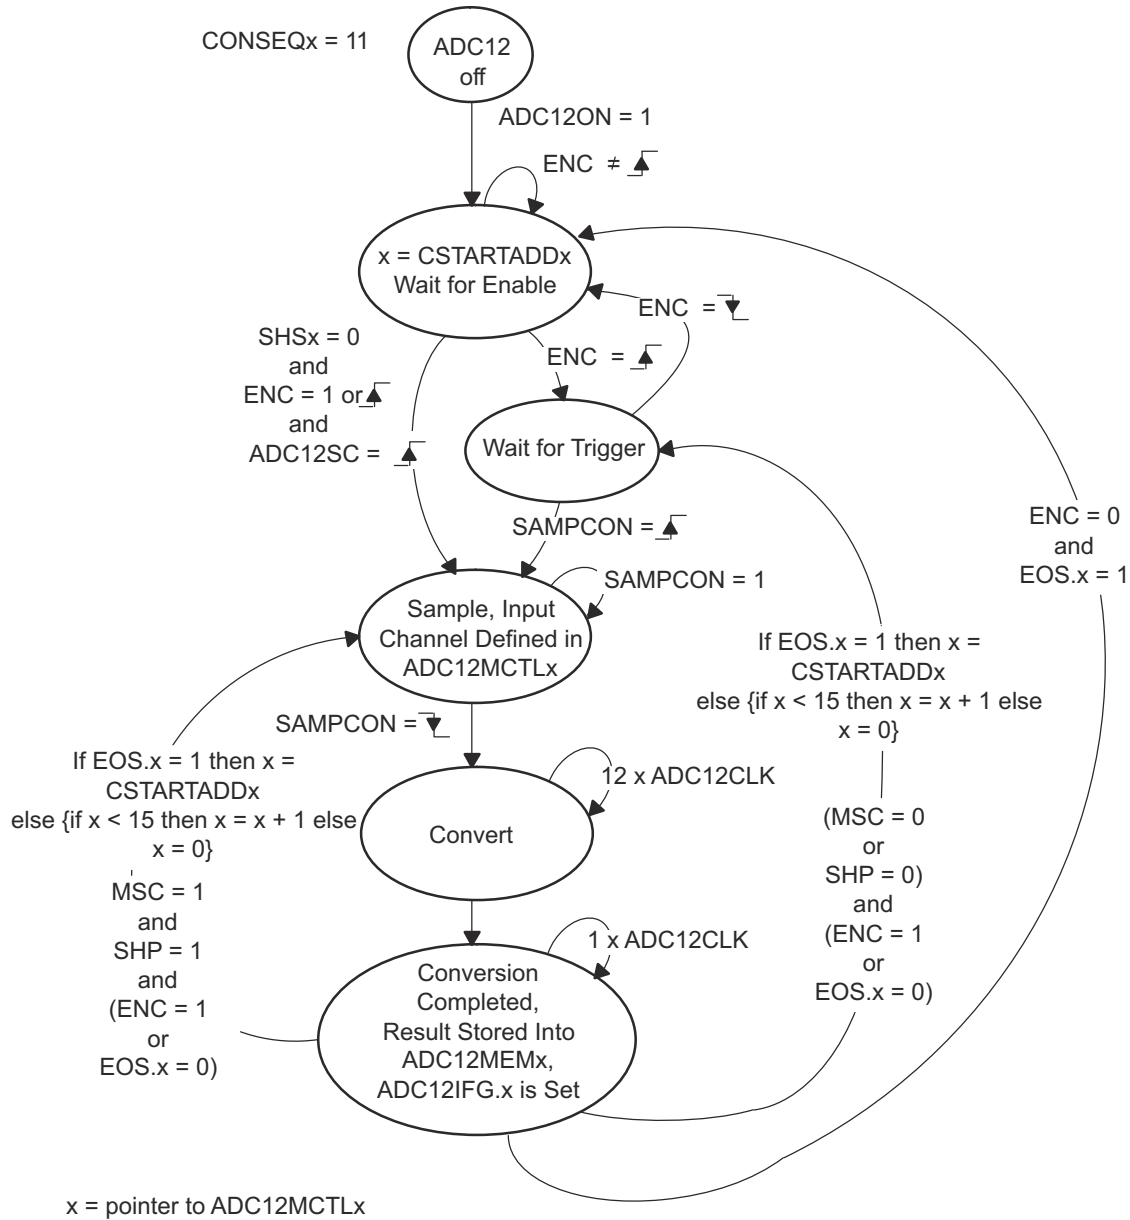 CONSEQx = 11
ADC12
off
ADC12ON = 1
ENC ≠
x = CSTARTADDx
Wait for Enable
ENC =
SHSx = 0
and
ENC = 1 or
and
ADC12SC =
ENC =
Wait for Trigger
SAMPCON =
ENC = 0
and
EOS.x = 1
SAMPCON = 1
Sample, Input
Channel Defined in
ADC12MCTLx
If EOS.x = 1 then x =
CSTARTADDx
else {if x < 15 then x = x + 1 else
x = 0}
SAMPCON =
If EOS.x = 1 then x =
CSTARTADDx
else {if x < 15 then x = x + 1 else
x = 0}
12 x ADC12CLK
Convert
(MSC = 0
or
SHP = 0)
and
(ENC = 1
or
EOS.x = 0)
MSC = 1
and
SHP = 1
and
(ENC = 1
or
EOS.x = 0)
1 x ADC12CLK
Conversion
Completed,
Result Stored Into
ADC12MEMx,
ADC12IFG.x is Set
x = pointer to ADC12MCTLx